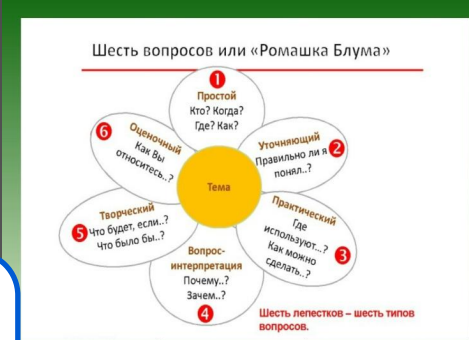 Шесть вопросов или «Ромашка Блума»
1
Простой
Кто? Когда?
Где? Как?
Уточняющий
Правильно ли я
понял..?
2
Практический
Где
используют...?
Как можно
сделать..?
3
Вопрос-
интерпретация
Почему..?
Зачем..?
4
Творческий
Что будет, если..?
Что было бы..?
5
Оценочный
Как Вы
относитесь..?
6
Тема
Шесть лепестков – шесть типов
вопросов.